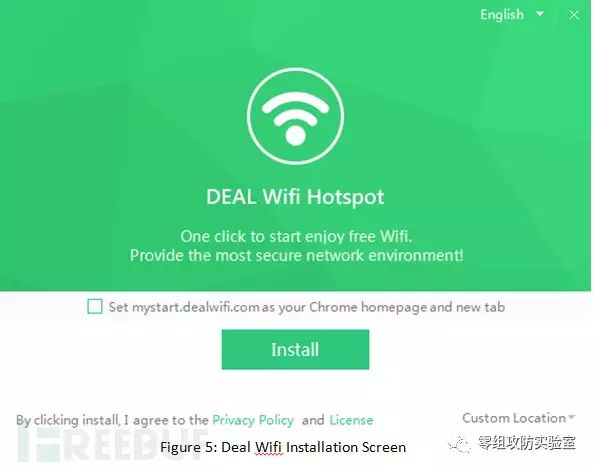 English
DEAL Wifi Hotspot
One click to start enjoy free Wifi.
Provide the most secure network environment!
Set mystart.dealwifi.com as your Chrome homepage and new tab
Install
By clicking install, I agree to the Privacy Policy and License
Custom Location
FREEBUF
Figure 5: Deal Wifi Installation Screen
零组攻防实验室